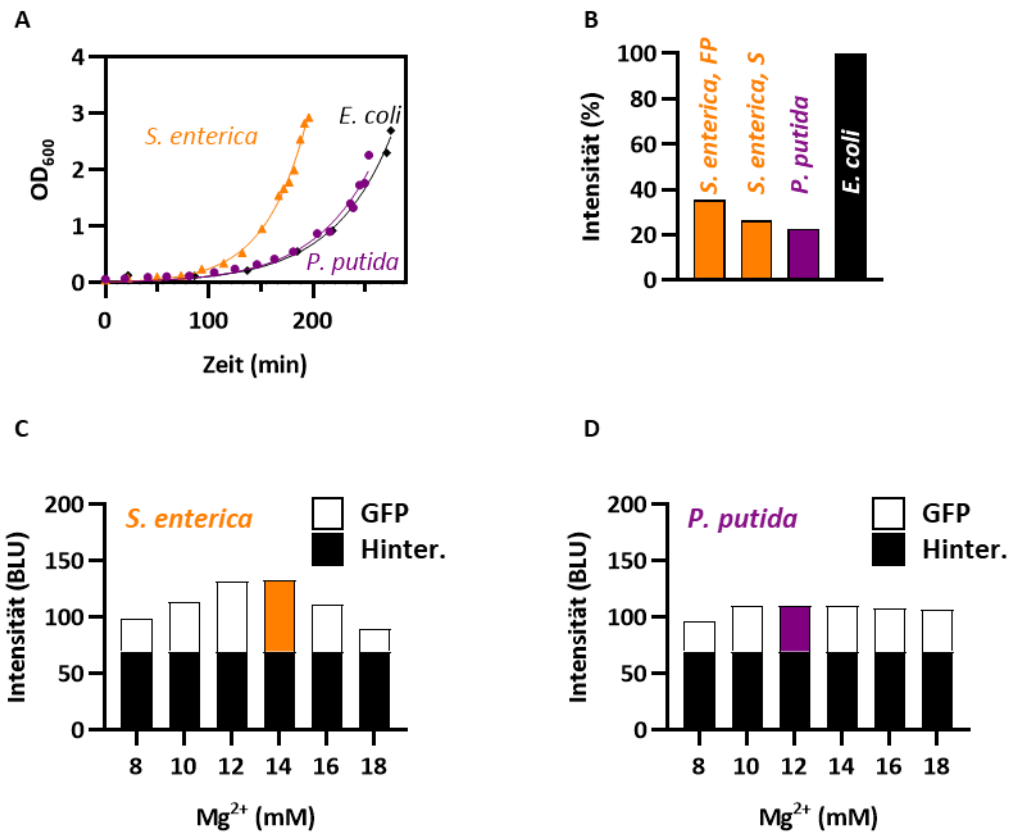 A
4
3
2
1
0
OD600
0
100
200
Zeit (min)
S. enterica
E. coli
P. putida
B
100
80
60
40
20
0
Intensität (%)
S. enterica, FP
S. enterica, S
P. putida
E. coli
C
200
150
100
50
0
Intensität (BLU)
S. enterica
GFP
Hinter.
8 10 12 14 16 18
Mg2+ (mM)
D
200
150
100
50
0
Intensität (BLU)
P. putida
GFP
Hinter.
8 10 12 14 16 18
Mg2+ (mM)